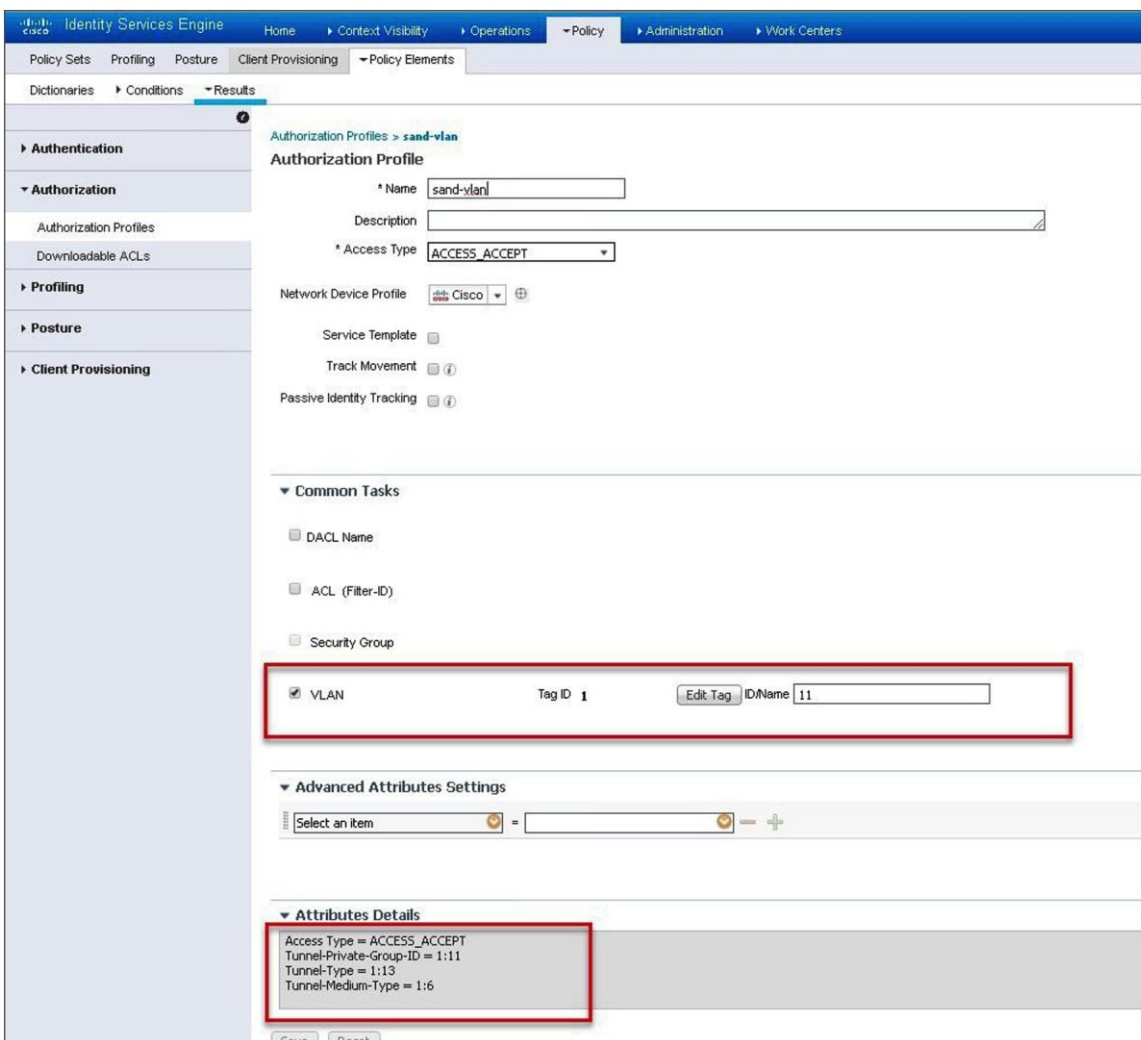 cisco Identity Services Engine Home Context Visibility Operations Policy Administration Work Centers
Policy Sets Profiling Posture Client Provisioning Policy Elements
Dictionaries Conditions Results
Authentication
Authorization
Authorization Profiles
Downloadable ACLs
Profiling
Posture
Client Provisioning
Authorization Profiles > sand-vlan
Authorization Profile
* Name sand-vlan
Description
* Access Type ACCESS_ACCEPT
Network Device Profile Cisco
Service Template
Track Movement
Passive Identity Tracking
Common Tasks
DACL Name
ACL (Filter-ID)
Security Group
VLAN Tag ID 1 Edit Tag ID/Name 11
Advanced Attributes Settings
Select an item =
Attributes Details
Access Type = ACCESS_ACCEPT
Tunnel-Private-Group-ID = 1:11
Tunnel-Type = 1:13
Tunnel-Medium-Type = 1:6
Save Reset